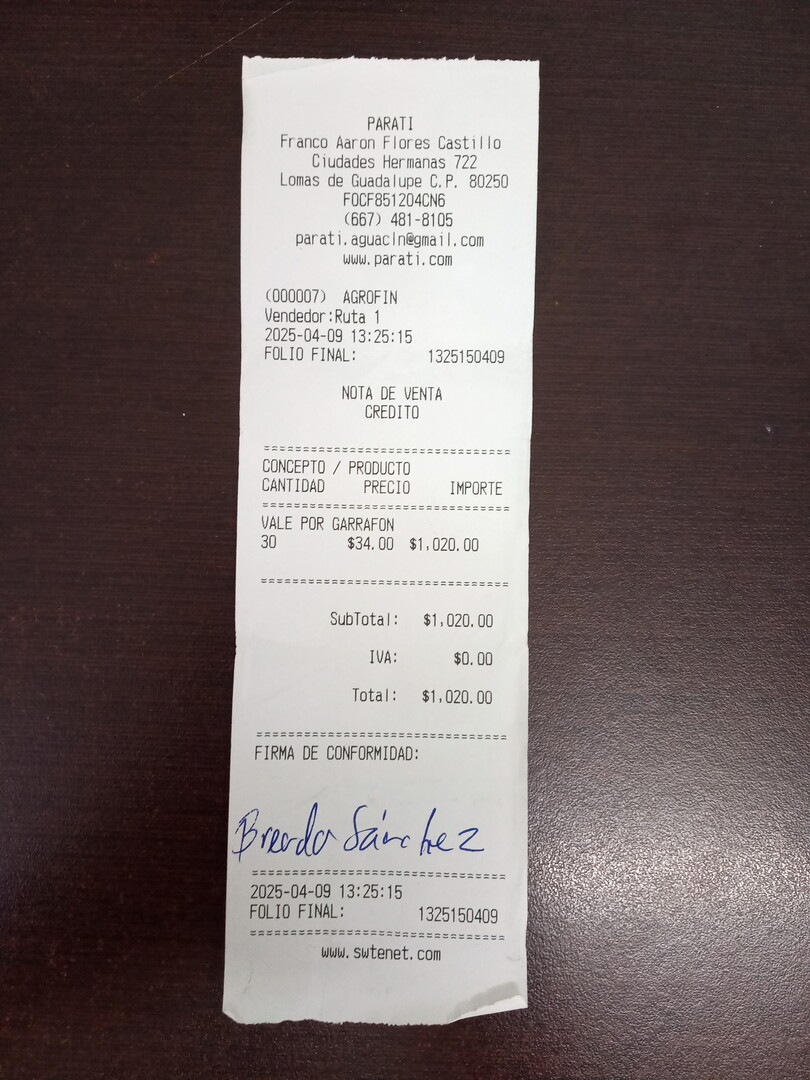 PARATI
Franco Aaron Flores Castillo
Ciudades Hermanas 722
Lomas de Guadalupe C.P. 80250
FOCF851204CN6
(667) 481-8105
parati.aguacln@gmail.com
www.parati.com
(000007) AGROFIN
Vendedor:Ruta 1
2025-04-09 13:25:15
FOLIO FINAL: 1325150409
NOTA DE VENTA
CREDITO
================================
CONCEPTO / PRODUCTO
CANTIDAD PRECIO IMPORTE
================================
VALE POR GARRAFON
30 $34.00 $1,020.00
================================
SubTotal: $1,020.00
IVA: $0.00
Total: $1,020.00
================================
FIRMA DE CONFORMIDAD:
Brenda Sánchez
================================
2025-04-09 13:25:15
FOLIO FINAL: 1325150409
================================
www.swtenet.com